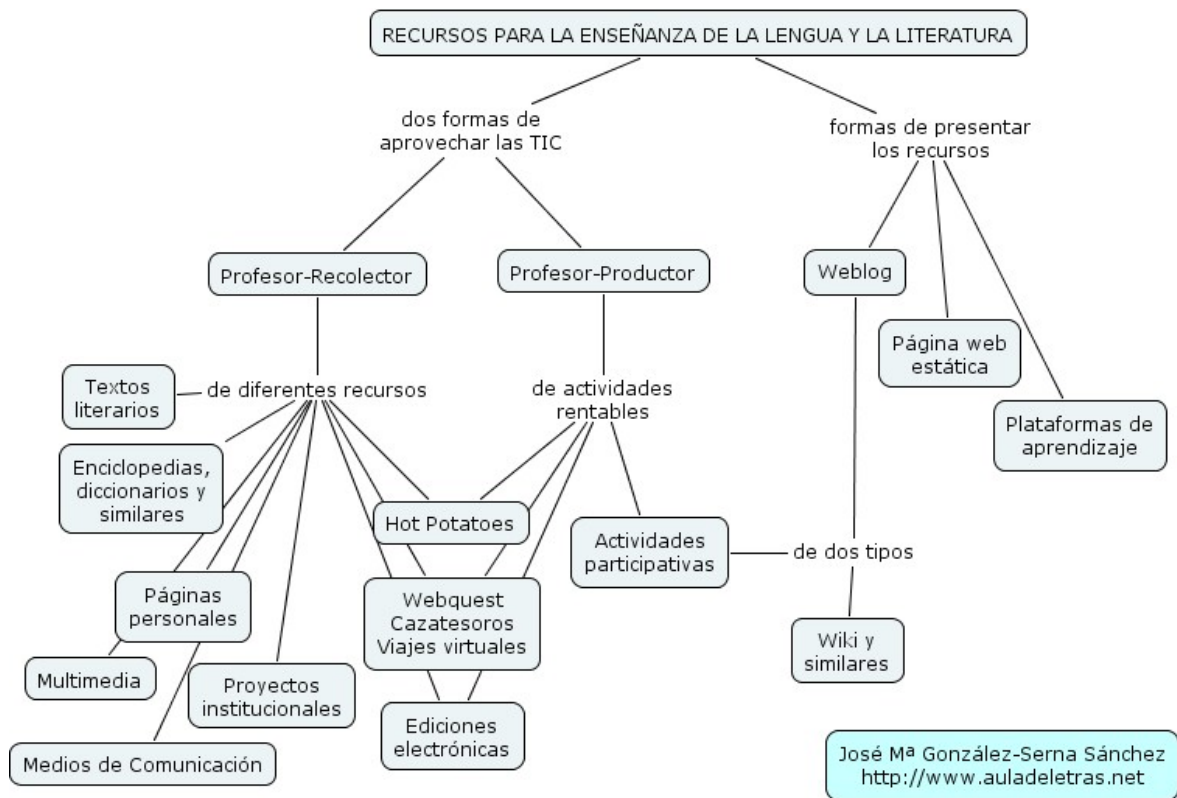 RECURSOS PARA LA ENSEÑANZA DE LA LENGUA Y LA LITERATURA
dos formas de
aprovechar las TIC
formas de presentar
los recursos
Profesor-Recolector
Profesor-Productor
Weblog
Página web
estática
Plataformas de
aprendizaje
Textos
literarios
de diferentes recursos
de actividades
rentables
Enciclopedias,
diccionarios y
similares
Hot Potatoes
Actividades
participativas
de dos tipos
Páginas
personales
Webquest
Cazatesoros
Viajes virtuales
Wiki y
similares
Multimedia
Proyectos
institucionales
Ediciones
electrónicas
Medios de Comunicación
José Mª González-Serna Sánchez
http://www.auladeletras.net